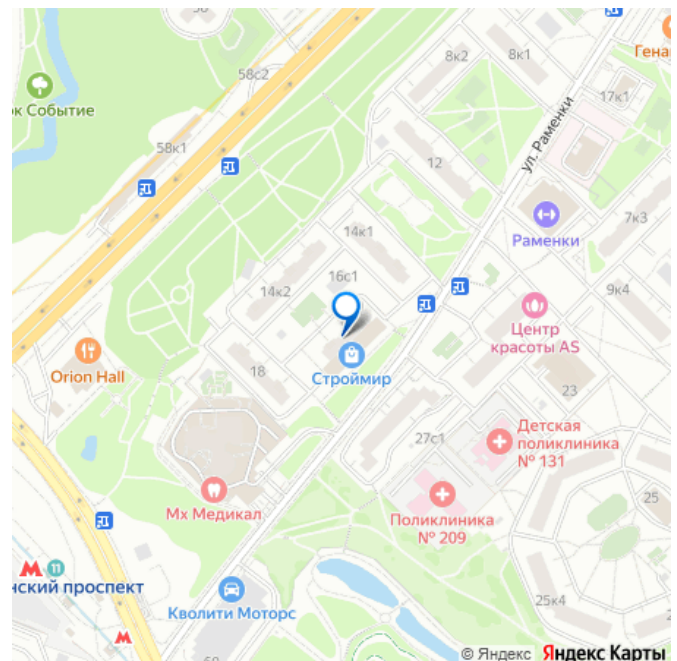 58с2
8к2
8к1
Гена
ок Событие
17к1
58к1
12
ул. Раменки
14к1
Раменки
7к3
16с1
14к2
9к4
Центр
красоты AS
Orion Hall
18
Строймир
23
27с1
Детская
поликлиника
№ 131
25
Мх Медикал
Поликлиника
№ 209
11
нский проспект
Кволити Моторс
25к4
© Яндекс Яндекс Карты